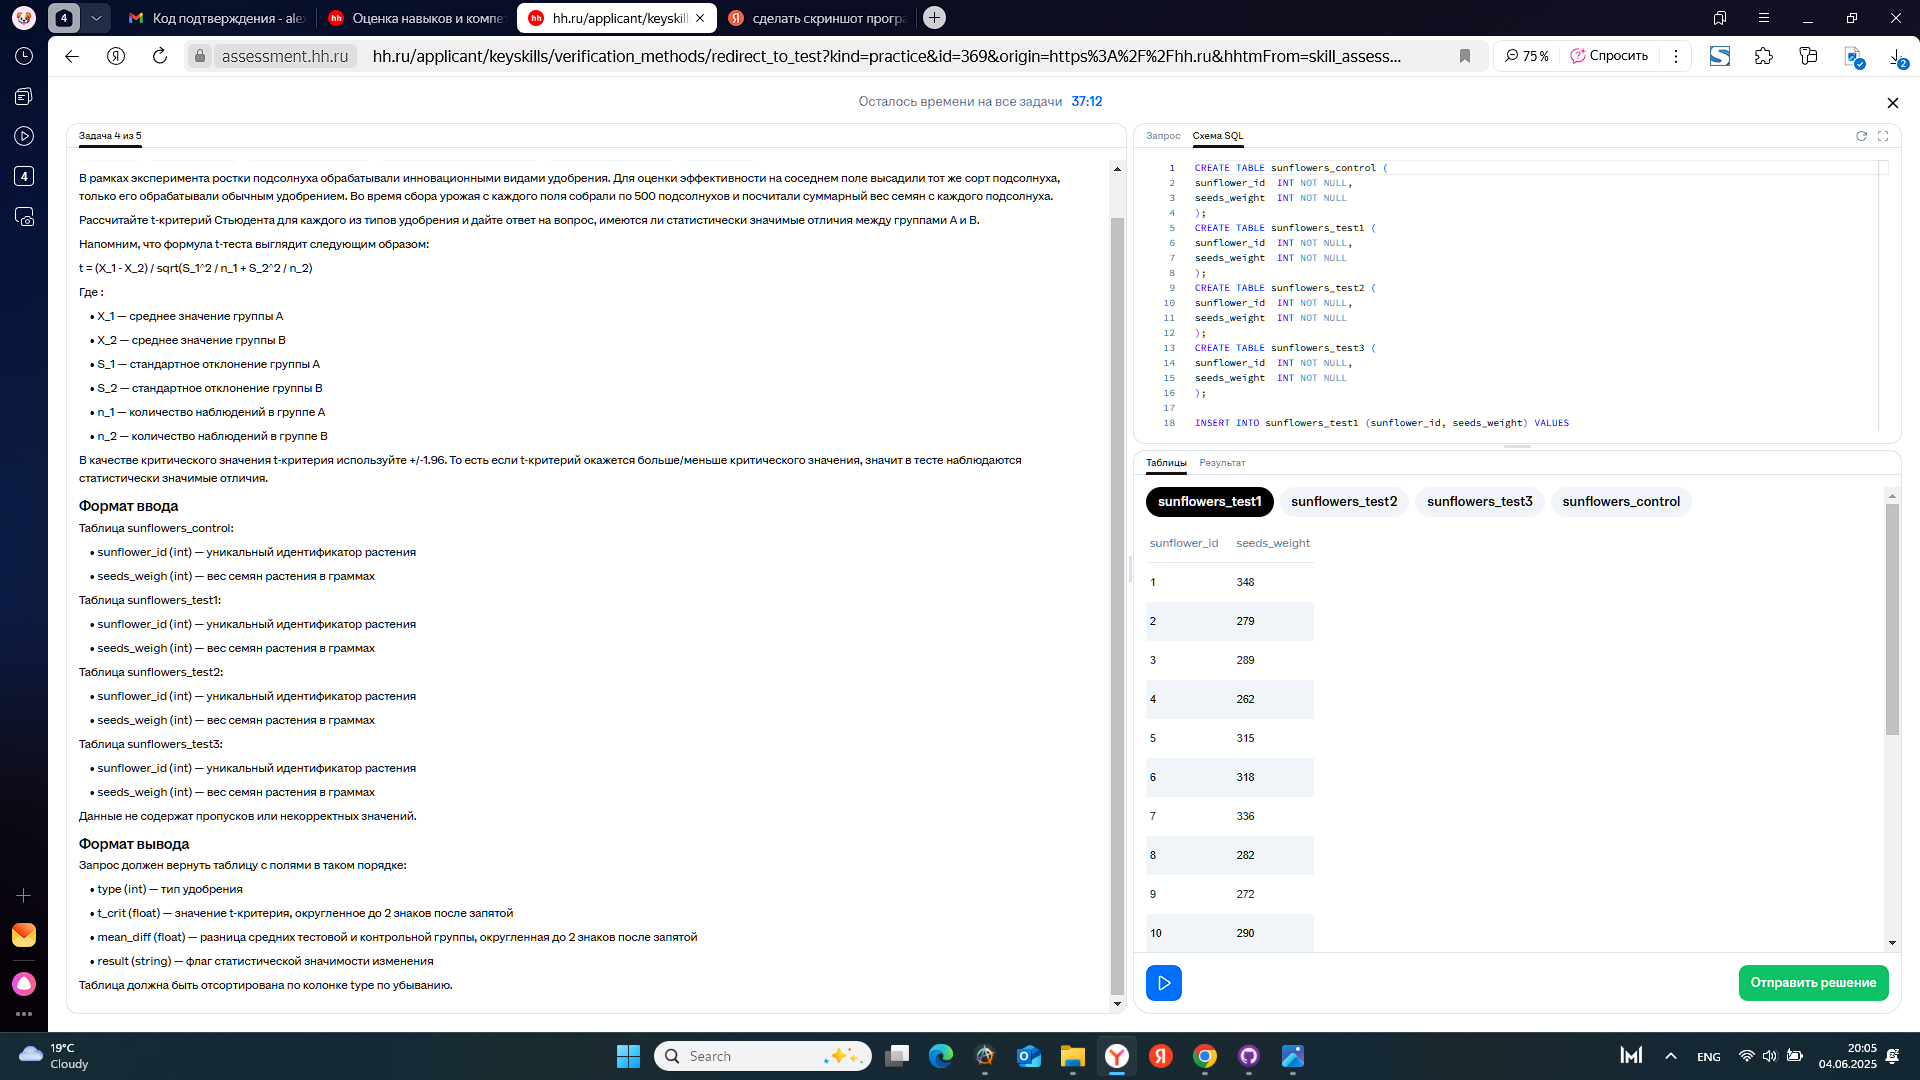 4
Код подтверждения - ale
Оценка навыков и компе
hh.ru/applicant/keyskill
сделать скриншот прогр
assessment.hh.ru
hh.ru/applicant/keyskills/verification_methods/redirect_to_test?kind=practice&id=369&origin=https%3A%2F%2Fhh.ru&hhtmFrom=skill_assess...
75 %
Спросить
2
4
Осталось времени на все задачи 37:12
Задача 4 из 5
В рамках эксперимента ростки подсолнуха обрабатывали инновационными видами удобрения. Для оценки эффективности на соседнем поле высадили тот же сорт подсолнуха,
только его обрабатывали обычным удобрением. Во время сбора урожая с каждого поля собрали по 500 подсолнухов и посчитали суммарный вес семян с каждого подсолнуха.
Рассчитайте t-критерий Стьюдента для каждого из типов удобрения и дайте ответ на вопрос, имеются ли статистически значимые отличия между группами А и В.
Напомним, что формула t-теста выглядит следующим образом:
t = (X_1 - X_2) / sqrt(S_1^2 / n_1 + S_2^2 / n_2)
Где :
• X_1 — среднее значение группы А
• X_2 — среднее значение группы В
• S_1 — стандартное отклонение группы А
• S_2 — стандартное отклонение группы В
• n_1 — количество наблюдений в группе А
• n_2 — количество наблюдений в группе В
В качестве критического значения t-критерия используйте +/-1.96. То есть если t-критерий окажется больше/меньше критического значения, значит в тесте наблюдаются
статистически значимые отличия.
Формат ввода
Таблица sunflowers_control:
• sunflower_id (int) — уникальный идентификатор растения
• seeds_weigh (int) — вес семян растения в граммах
Таблица sunflowers_test1:
• sunflower_id (int) — уникальный идентификатор растения
• seeds_weigh (int) — вес семян растения в граммах
Таблица sunflowers_test2:
• sunflower_id (int) — уникальный идентификатор растения
• seeds_weigh (int) — вес семян растения в граммах
Таблица sunflowers_test3:
• sunflower_id (int) — уникальный идентификатор растения
• seeds_weigh (int) — вес семян растения в граммах
Данные не содержат пропусков или некорректных значений.
Формат вывода
Запрос должен вернуть таблицу с полями в таком порядке:
• type (int) — тип удобрения
• t_crit (float) — значение t-критерия, округленное до 2 знаков после запятой
• mean_diff (float) — разница средних тестовой и контрольной группы, округленная до 2 знаков после запятой
• result (string) — флаг статистической значимости изменения
Таблица должна быть отсортирована по колонке type по убыванию.
Запрос Схема SQL
1 CREATE TABLE sunflowers_control (
2 sunflower_id INT NOT NULL,
3 seeds_weight INT NOT NULL
4 );
5 CREATE TABLE sunflowers_test1 (
6 sunflower_id INT NOT NULL,
7 seeds_weight INT NOT NULL
8 );
9 CREATE TABLE sunflowers_test2 (
10 sunflower_id INT NOT NULL,
11 seeds_weight INT NOT NULL
12 );
13 CREATE TABLE sunflowers_test3 (
14 sunflower_id INT NOT NULL,
15 seeds_weight INT NOT NULL
16 );
17
18 INSERT INTO sunflowers_test1 (sunflower_id, seeds_weight) VALUES
Таблицы Результат
sunflowers_test1 sunflowers_test2 sunflowers_test3 sunflowers_control
sunflower_id seeds_weight
1 348
2 279
3 289
4 262
5 315
6 318
7 336
8 282
9 272
10 290
Отправить решение
19°C
Cloudy
Search
ENG
20:05
04.06.2025